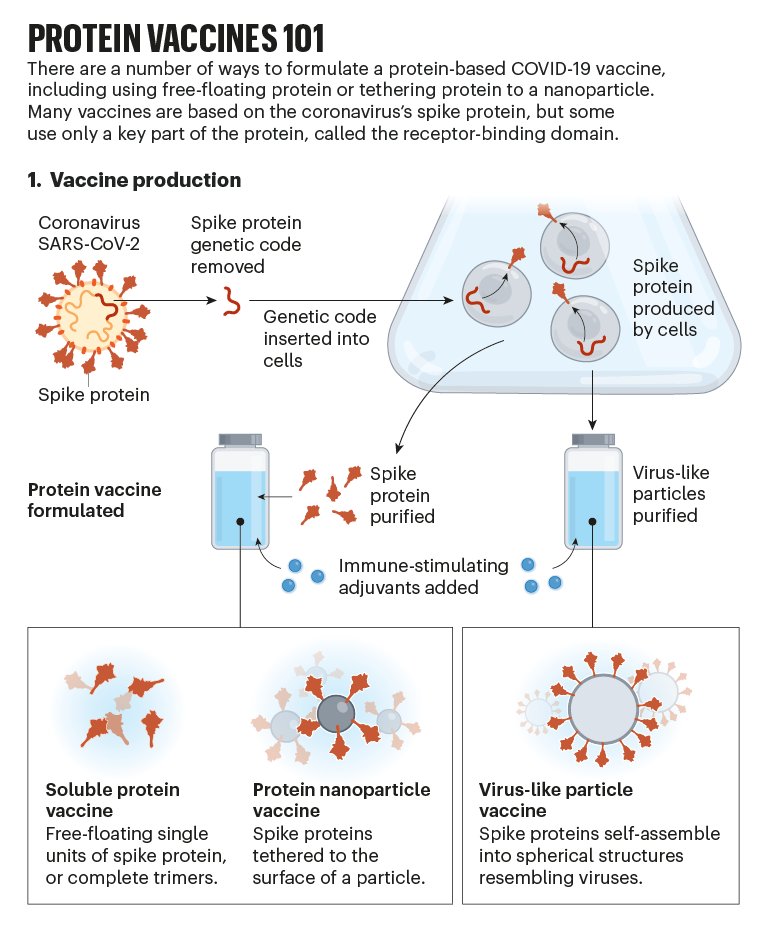 PROTEIN VACCINES 101
There are a number of ways to formulate a protein-based COVID-19 vaccine,
including using free-floating protein or tethering protein to a nanoparticle.
Many vaccines are based on the coronavirus’s spike protein, but some
use only a key part of the protein, called the receptor-binding domain.
1. Vaccine production
Coronavirus
SARS-CoV-2
Spike protein
genetic code
removed
Genetic code
inserted into
cells
Spike
protein
produced
by cells
Spike protein
Protein vaccine
formulated
Spike
protein
purified
Virus-like
particles
purified
Immune-stimulating
adjuvants added
Soluble protein
vaccine
Free-floating single
units of spike protein,
or complete trimers.
Protein nanoparticle
vaccine
Spike proteins
tethered to the
surface of a particle.
Virus-like particle
vaccine
Spike proteins self-assemble
into spherical structures
resembling viruses.